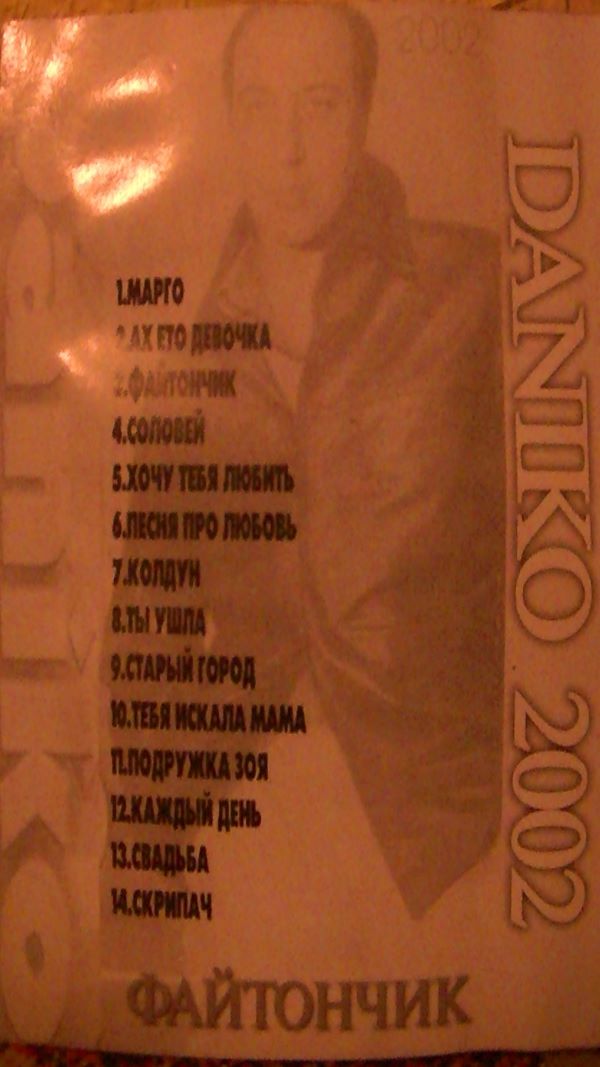 2002
1.МАРГО
2.АХ ЕТО ДЕВОЧКА
3.ФАЙТОНЧИК
4.СОЛОВЕЙ
5.ХОЧУ ТЕБЯ ЛЮБИТЬ
6.ПЕСНЯ ПРО ЛЮБОВЬ
7.КОЛДУН
8.ТЫ УШЛА
9.СТАРЫЙ ГОРОД
10.ТЕБЯ ИСКАЛА МАМА
11.ПОДРУЖКА ЗОЯ
12.КАЖДЫЙ ДЕНЬ
13.СВАДЬБА
14.СКРИПАЧ
DANIKO 2002
ФАЙТОНЧИК